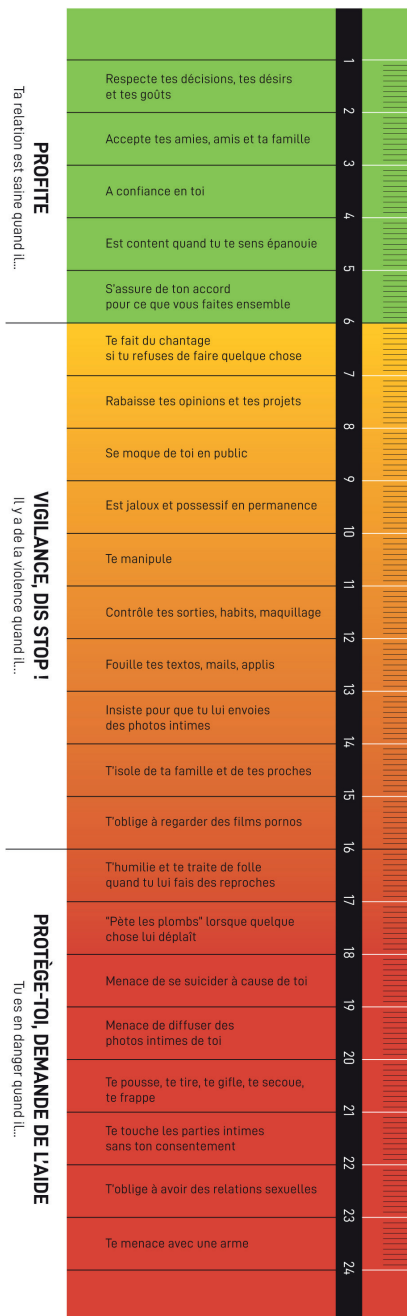 PROFITE
Ta relation est saine quand il...
1
Respecte tes décisions, tes désirs
et tes goûts
2
Accepte tes amies, amis et ta famille
3
A confiance en toi
4
Est content quand tu te sens épanouie
5
S'assure de ton accord
pour ce que vous faites ensemble
6
VIGILANCE, DIS STOP !
Il y a de la violence quand il...
Te fait du chantage
si tu refuses de faire quelque chose
7
Rabaisse tes opinions et tes projets
8
Se moque de toi en public
9
Est jaloux et possessif en permanence
10
Te manipule
11
Contrôle tes sorties, habits, maquillage
12
Fouille tes textos, mails, applis
13
Insiste pour que tu lui envoies
des photos intimes
14
T'isole de ta famille et de tes proches
15
T'oblige à regarder des films pornos
16
PROTÈGE-TOI, DEMANDE DE L'AIDE
Tu es en danger quand il...
T'humilie et te traite de folle
quand tu lui fais des reproches
17
"Pète les plombs" lorsque quelque
chose lui déplaît
18
Menace de se suicider à cause de toi
19
Menace de diffuser des
photos intimes de toi
20
Te pousse, te tire, te gifle, te secoue,
te frappe
21
Te touche les parties intimes
sans ton consentement
22
T'oblige à avoir des relations sexuelles
23
Te menace avec une arme
24